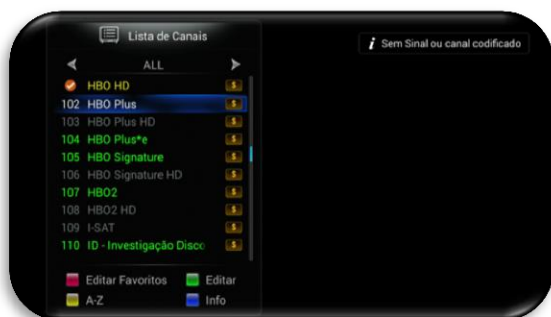 Lista de Canais
Sem Sinal ou canal codificado
ALL
HBO HD $
102 HBO Plus $
103 HBO Plus HD $
104 HBO Plus*e $
105 HBO Signature $
106 HBO Signature HD $
107 HBO2 $
108 HBO2 HD $
109 I-SAT $
110 ID - Investigação Disco $
Editar Favoritos Editar
A-Z Info